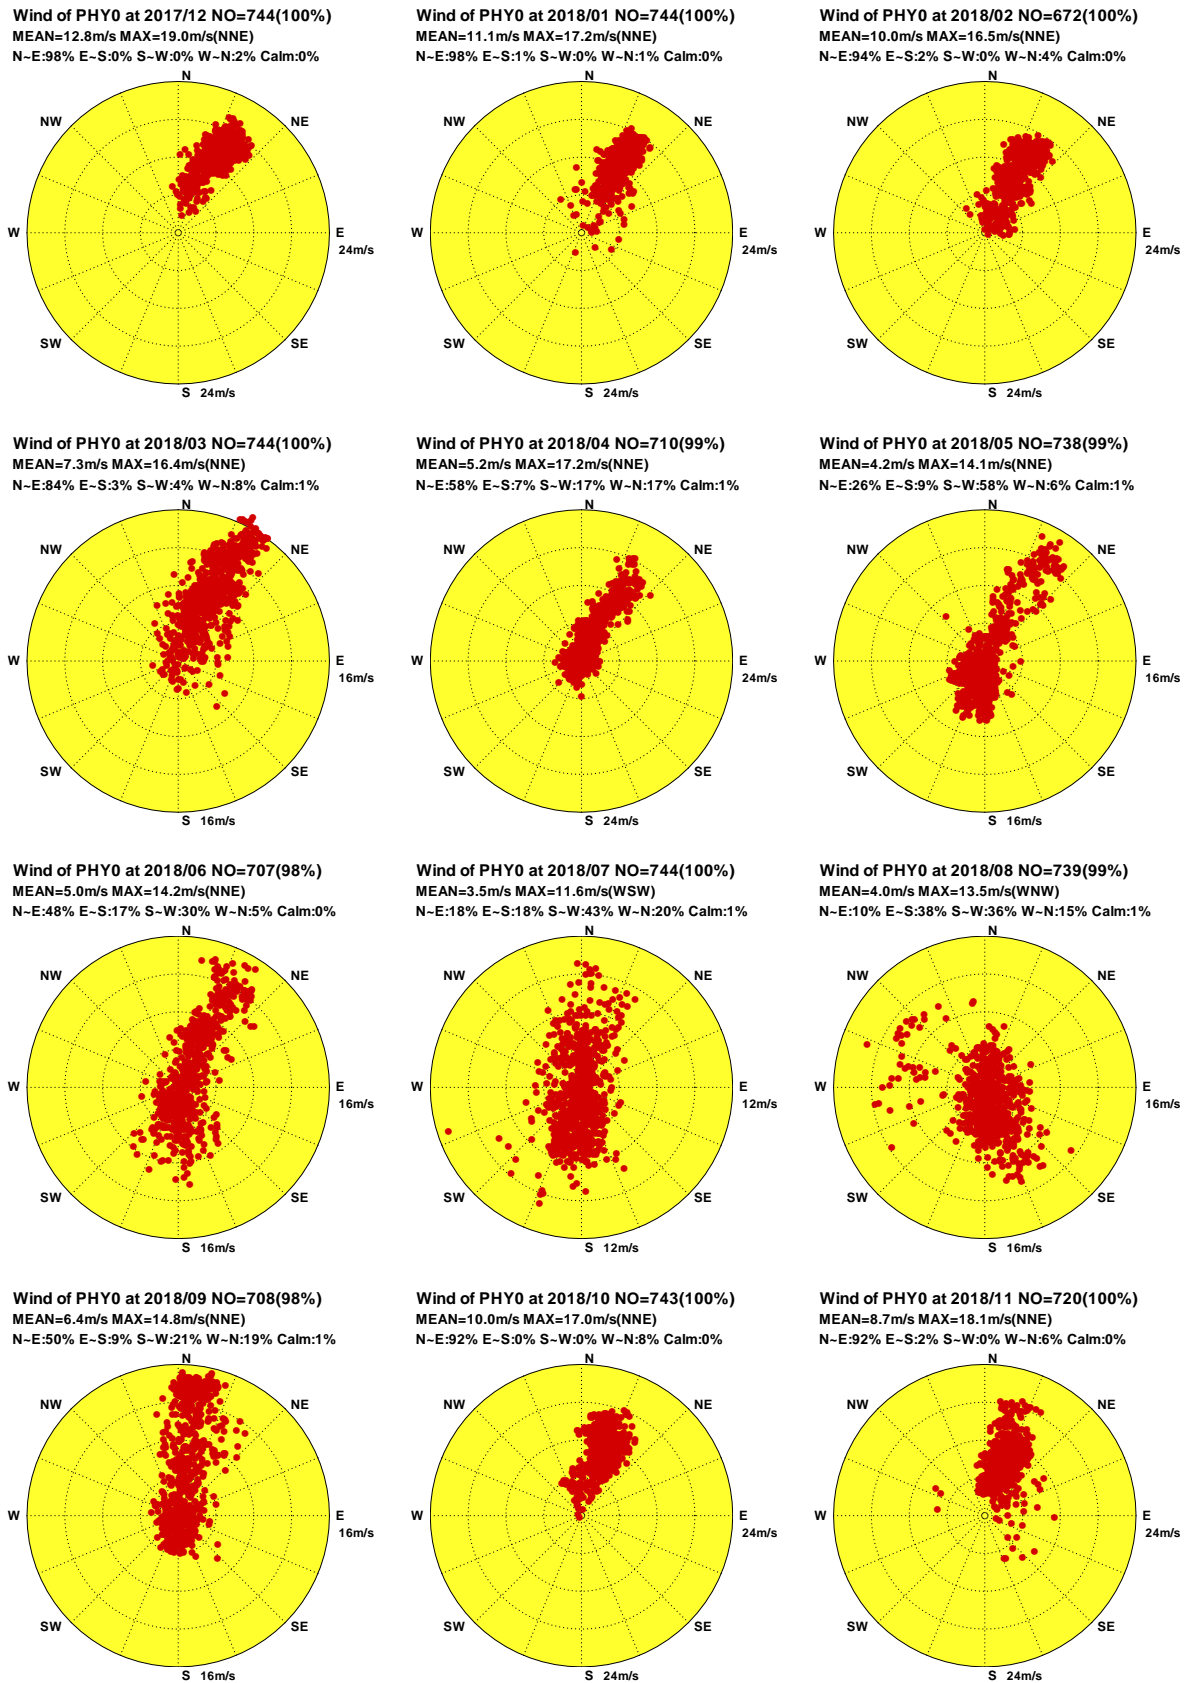 Wind of PHY0 at 2017/12 NO=744(100%)
MEAN=12.8m/s MAX=19.0m/s(NNE)
N~E:98% E~S:0% S~W:0% W~N:2% Calm:0%
N
NW
NE
W
E
24m/s
SW
SE
S 24m/s
Wind of PHY0 at 2018/01 NO=744(100%)
MEAN=11.1m/s MAX=17.2m/s(NNE)
N~E:98% E~S:1% S~W:0% W~N:1% Calm:0%
N
NW
NE
W
E
24m/s
SW
SE
S 24m/s
Wind of PHY0 at 2018/02 NO=672(100%)
MEAN=10.0m/s MAX=16.5m/s(NNE)
N~E:94% E~S:2% S~W:0% W~N:4% Calm:0%
N
NW
NE
W
E
24m/s
SW
SE
S 24m/s
Wind of PHY0 at 2018/03 NO=744(100%)
MEAN=7.3m/s MAX=16.4m/s(NNE)
N~E:84% E~S:3% S~W:4% W~N:8% Calm:1%
N
NW
NE
W
E
16m/s
SW
SE
S 16m/s
Wind of PHY0 at 2018/04 NO=710(99%)
MEAN=5.2m/s MAX=17.2m/s(NNE)
N~E:58% E~S:7% S~W:17% W~N:17% Calm:1%
N
NW
NE
W
E
24m/s
SW
SE
S 24m/s
Wind of PHY0 at 2018/05 NO=738(99%)
MEAN=4.2m/s MAX=14.1m/s(NNE)
N~E:26% E~S:9% S~W:58% W~N:6% Calm:1%
N
NW
NE
W
E
16m/s
SW
SE
S 16m/s
Wind of PHY0 at 2018/06 NO=707(98%)
MEAN=5.0m/s MAX=14.2m/s(NNE)
N~E:48% E~S:17% S~W:30% W~N:5% Calm:0%
N
NW
NE
W
E
16m/s
SW
SE
S 16m/s
Wind of PHY0 at 2018/07 NO=744(100%)
MEAN=3.5m/s MAX=11.6m/s(WSW)
N~E:18% E~S:18% S~W:43% W~N:20% Calm:1%
N
NW
NE
W
E
12m/s
SW
SE
S 12m/s
Wind of PHY0 at 2018/08 NO=739(99%)
MEAN=4.0m/s MAX=13.5m/s(WNW)
N~E:10% E~S:38% S~W:36% W~N:15% Calm:1%
N
NW
NE
W
E
16m/s
SW
SE
S 16m/s
Wind of PHY0 at 2018/09 NO=708(98%)
MEAN=6.4m/s MAX=14.8m/s(NNE)
N~E:50% E~S:9% S~W:21% W~N:19% Calm:1%
N
NW
NE
W
E
16m/s
SW
SE
S 16m/s
Wind of PHY0 at 2018/10 NO=743(100%)
MEAN=10.0m/s MAX=17.0m/s(NNE)
N~E:92% E~S:0% S~W:0% W~N:8% Calm:0%
N
NW
NE
W
E
24m/s
SW
SE
S 24m/s
Wind of PHY0 at 2018/11 NO=720(100%)
MEAN=8.7m/s MAX=18.1m/s(NNE)
N~E:92% E~S:2% S~W:0% W~N:6% Calm:0%
N
NW
NE
W
E
24m/s
SW
SE
S 24m/s